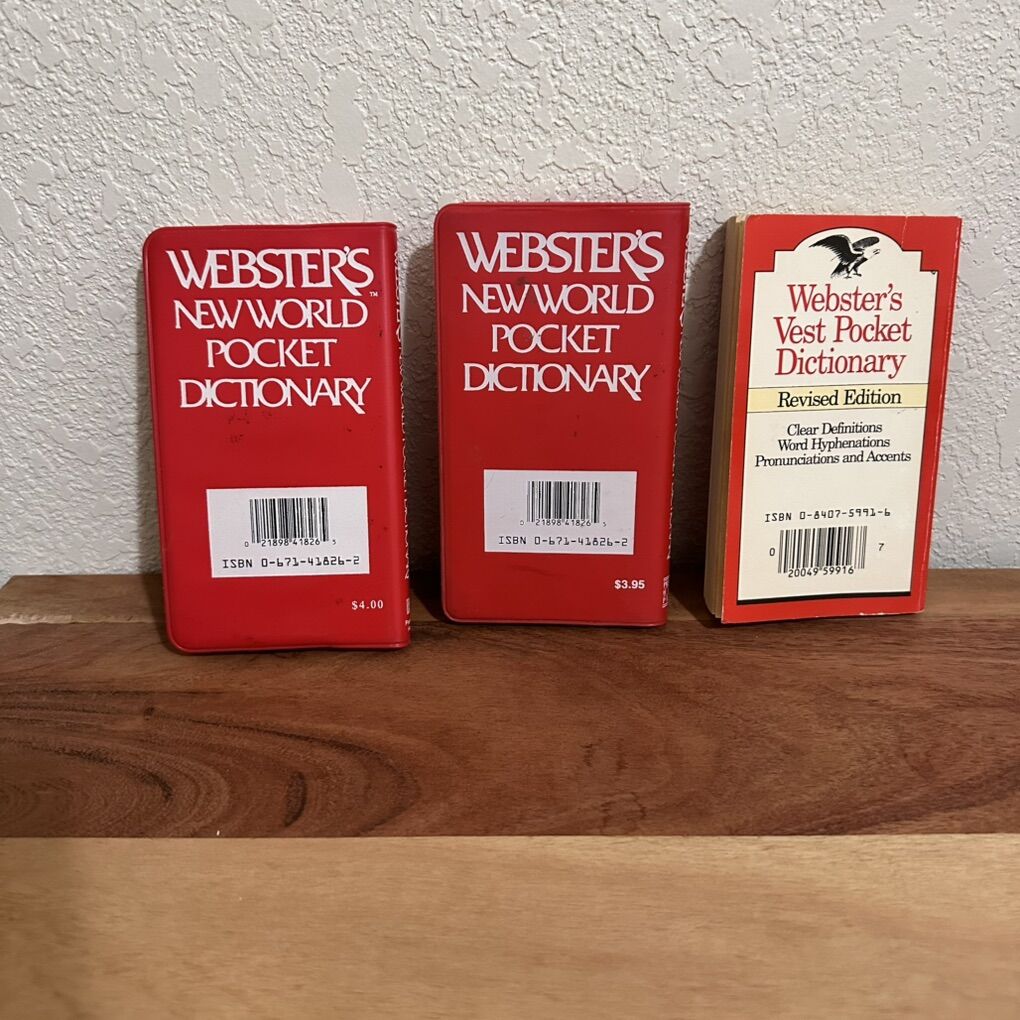 WEBSTER'S
NEW WORLD™
POCKET
DICTIONARY
0 21898 41826 5
ISBN 0-671-41826-2
$4.00
WEBSTER'S
NEW WORLD
POCKET
DICTIONARY
0 21898 41826 5
ISBN 0-671-41826-2
$3.95
Webster's
Vest Pocket
Dictionary
Revised Edition
Clear Definitions
Word Hyphenations
Pronunciations and Accents
ISBN 0-8407-5991-6
0 20049 59916 7